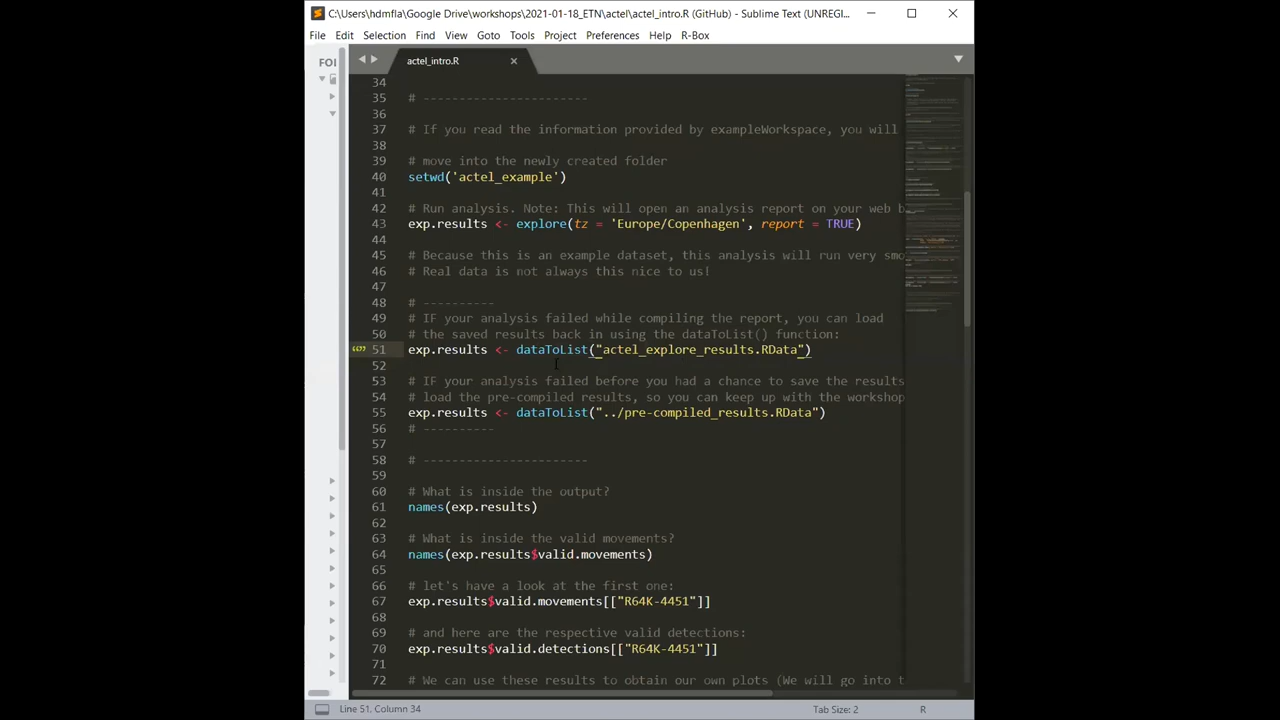 C:\Users\hdmfla\Google Drive\workshops\2021-01-18_ETN\actel\actel_intro.R (GitHub) - Sublime Text (UNREGI...
File Edit Selection Find View Goto Tools Project Preferences Help R-Box
FOI
actel_intro.R
34
35 # -----------------------
36
37 # If you read the information provided by exampleWorkspace, you will
38
39 # move into the newly created folder
40 setwd('actel_example')
41
42 # Run analysis. Note: This will open an analysis report on your web b
43 exp.results <- explore(tz = 'Europe/Copenhagen', report = TRUE)
44
45 # Because this is an example dataset, this analysis will run very smo
46 # Real data is not always this nice to us!
47
48 # ----------
49 # IF your analysis failed while compiling the report, you can load
50 # the saved results back in using the dataToList() function:
51 exp.results <- dataToList("actel_explore_results.RData")
52
53 # IF your analysis failed before you had a chance to save the results
54 # load the pre-compiled results, so you can keep up with the workshop
55 exp.results <- dataToList("../pre-compiled_results.RData")
56 # ----------
57
58 # -----------------------
59
60 # What is inside the output?
61 names(exp.results)
62
63 # What is inside the valid movements?
64 names(exp.results$valid.movements)
65
66 # let's have a look at the first one:
67 exp.results$valid.movements[["R64K-4451"]]
68
69 # and here are the respective valid detections:
70 exp.results$valid.detections[["R64K-4451"]]
71
72 # We can use these results to obtain our own plots (We will go into t
Line 51, Column 34
Tab Size: 2
R